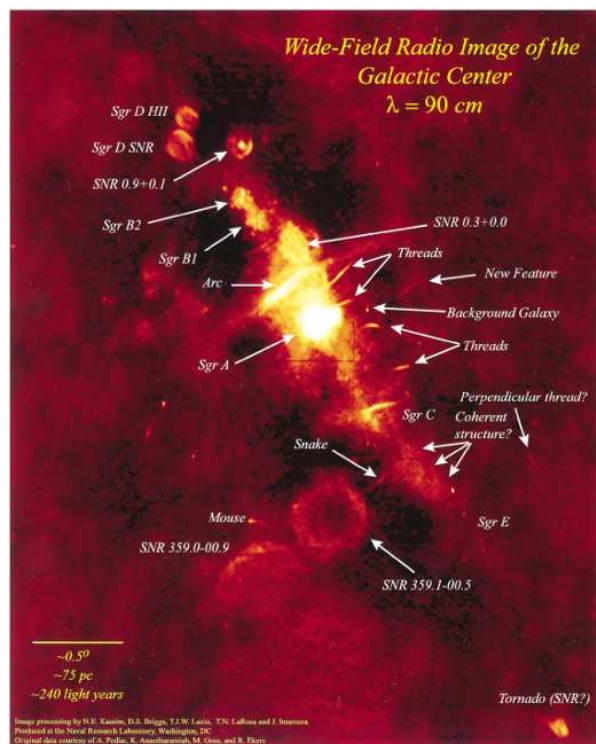 Wide-Field Radio Image of the
Galactic Center
λ = 90 cm
Sgr D HII
Sgr D SNR
SNR 0.9+0.1
Sgr B2
Sgr B1
SNR 0.3+0.0
Threads
New Feature
Arc
Background Galaxy
Threads
Sgr A
Perpendicular thread?
Sgr C
Coherent
structure?
Snake
Mouse
Sgr E
SNR 359.0-00.9
SNR 359.1-00.5
~0.5⁰
~75 pc
~240 light years
Tornado (SNR?)
Image processing by N.E. Kassim, D.S. Briggs, T.J.W. Lazio, T.N. LaRosa and J. Imamura
Produced at the Naval Research Laboratory, Washington, DC
Original data courtesy of A. Pedlar, K. Anantharamiah, M. Goss, and R. Ekers